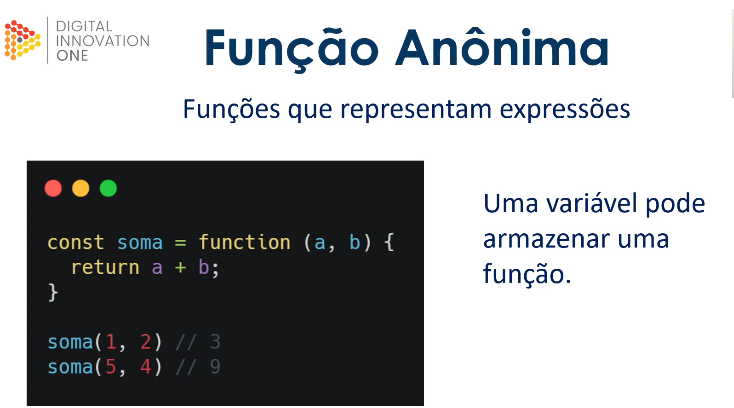 DIGITAL
INNOVATION
ONE
Função Anônima
Funções que representam expressões
const soma = function (a, b) {
  return a + b;
}
soma(1, 2) // 3
soma(5, 4) // 9
Uma variável pode
armazenar uma
função.